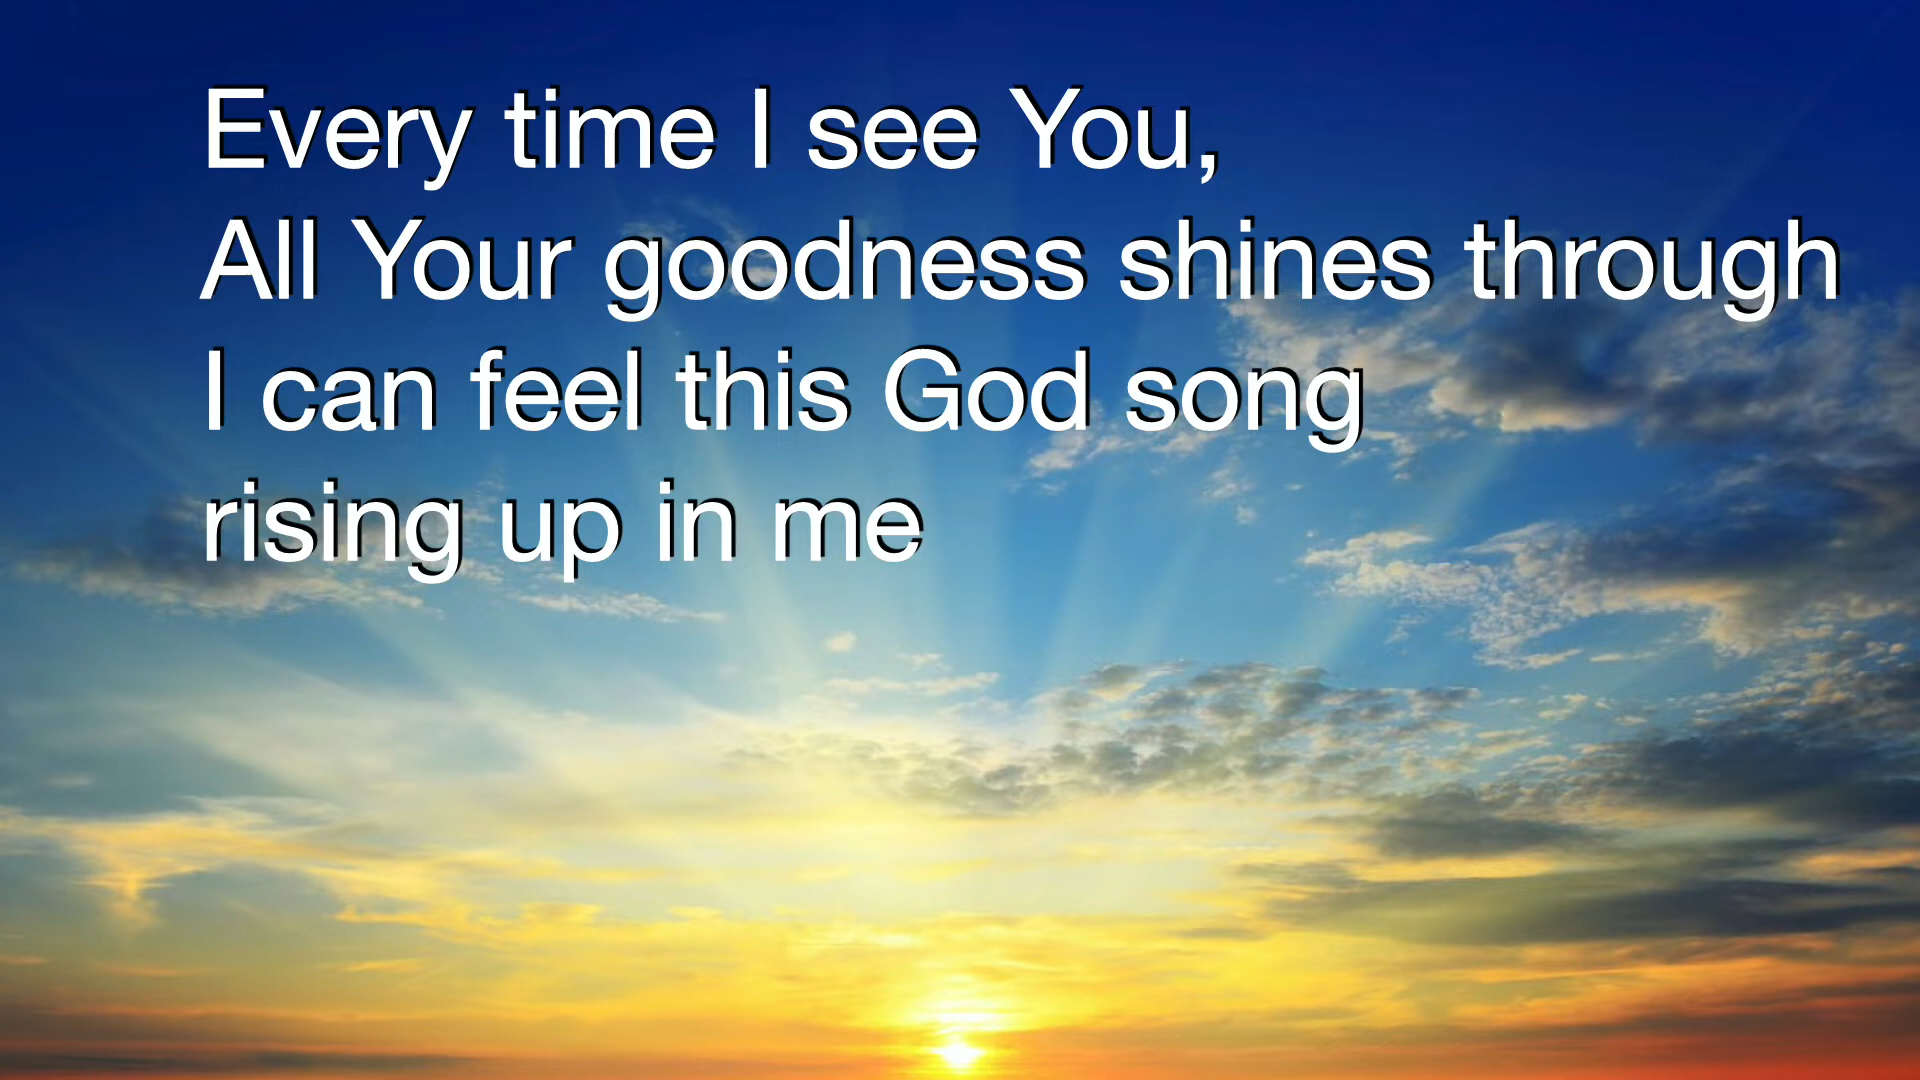 Every time I see You,
All Your goodness shines through
I can feel this God song
rising up in me